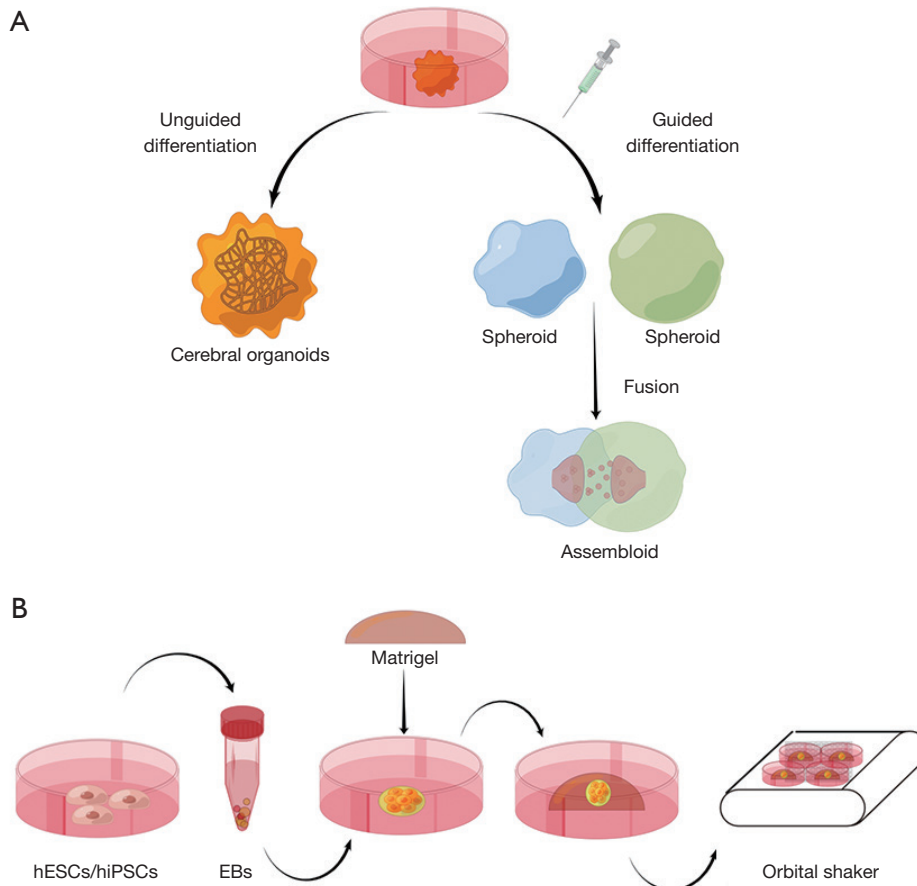 A
Unguided
differentiation
Guided
differentiation
Cerebral organoids
Spheroid
Spheroid
Fusion
Assembloid
B
Matrigel
hESCs/hiPSCs
EBs
Orbital shaker